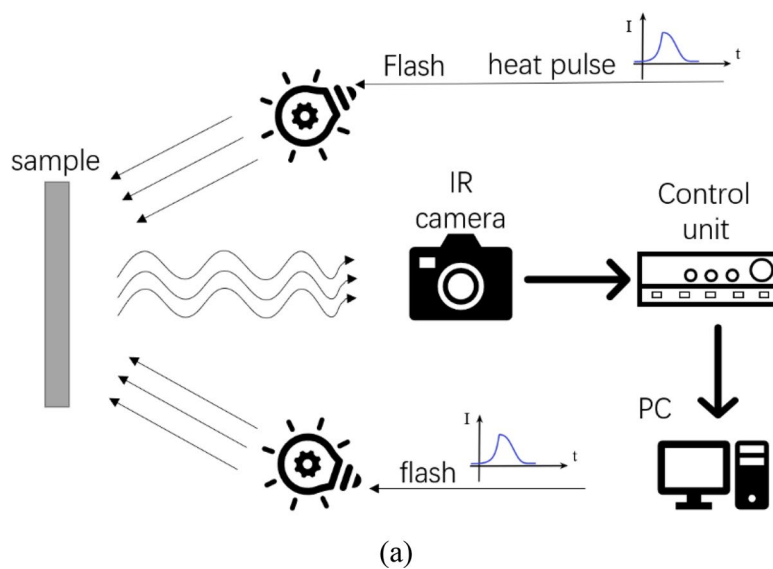 I
t
Flash heat pulse
sample
IR
camera
Control
unit
PC
I
t
flash
(a)